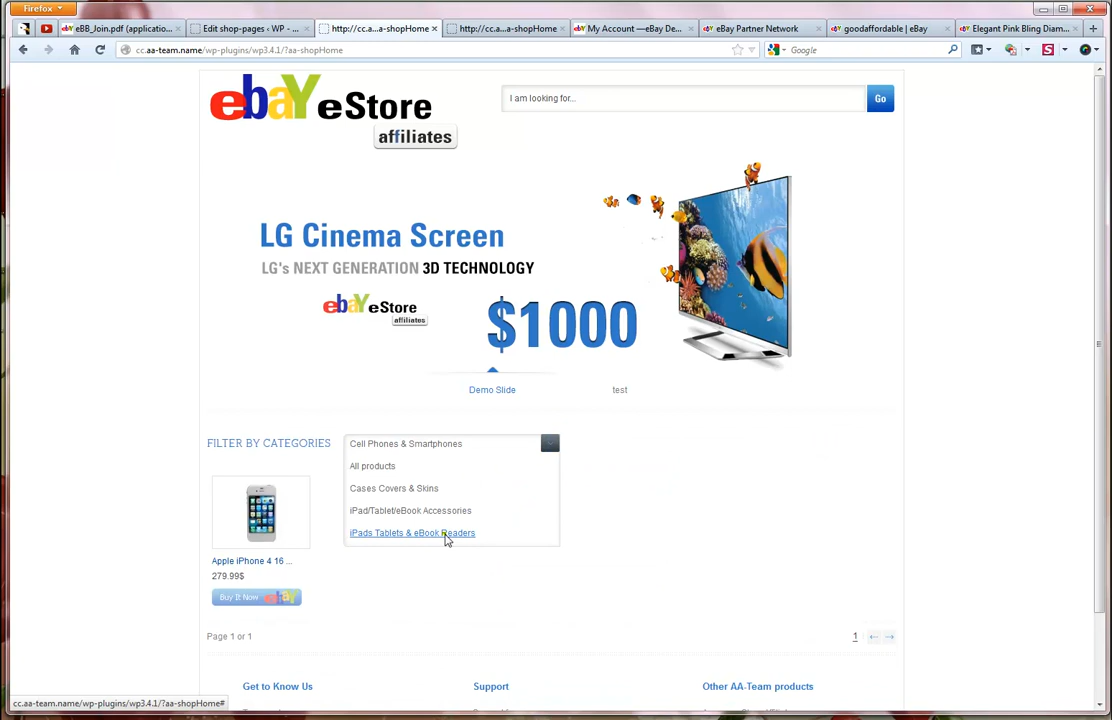 Firefox
eBB_Join.pdf (applicatio...
Edit shop-pages ‹ WP - ...
http://cc.a...a-shopHome
http://cc.a...a-shopHome
My Account —eBay De...
eBay Partner Network
goodaffordable | eBay
Elegant Pink Bling Diam...
cc.aa-team.name/wp-plugins/wp3.4.1/?aa-shopHome
Google
ebaY eStore
affiliates
I am looking for...
Go
LG Cinema Screen
LG's NEXT GENERATION 3D TECHNOLOGY
ebaY eStore
affiliates
$1000
Demo Slide
test
FILTER BY CATEGORIES
Cell Phones & Smartphones
All products
Cases Covers & Skins
iPad/Tablet/eBook Accessories
iPads Tablets & eBook Readers
Apple iPhone 4 16 ...
279.99$
Buy It Now
Page 1 or 1
1
Get to Know Us
Support
Other AA-Team products
cc.aa-team.name/wp-plugins/wp3.4.1/?aa-shopHome#